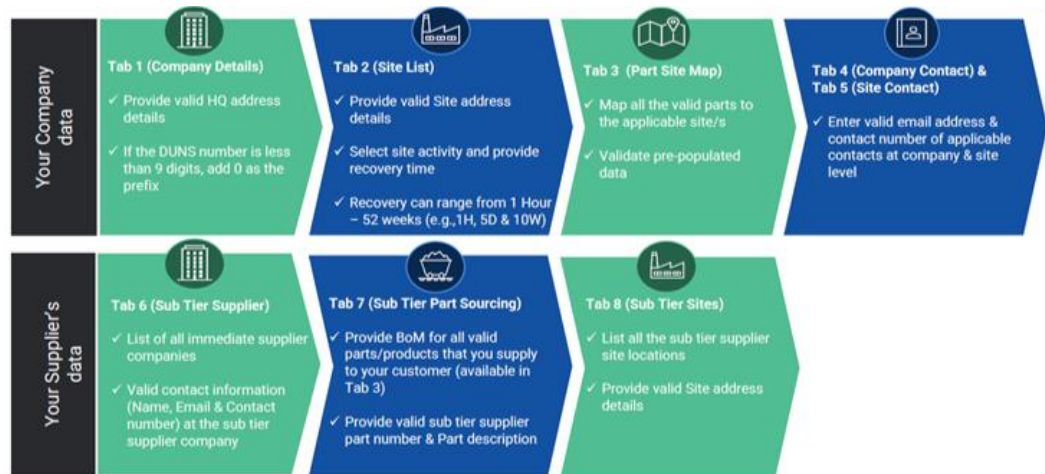 Your Company
data
Tab 1 (Company Details)
✓ Provide valid HQ address
details
✓ If the DUNS number is less
than 9 digits, add 0 as the
prefix
Tab 2 (Site List)
✓ Provide valid Site address
details
✓ Select site activity and provide
recovery time
✓ Recovery can range from 1 Hour
– 52 weeks (e.g.,1H, 5D & 10W)
Tab 3 (Part Site Map)
✓ Map all the valid parts to
the applicable site/s
✓ Validate pre-populated
data
Tab 4 (Company Contact) &
Tab 5 (Site Contact)
✓ Enter valid email address &
contact number of applicable
contacts at company & site
level
Your Supplier's
data
Tab 6 (Sub Tier Supplier)
✓ List of all immediate supplier
companies
✓ Valid contact information
(Name, Email & Contact
number) at the sub tier
supplier company
Tab 7 (Sub Tier Part Sourcing)
✓ Provide BoM for all valid
parts/products that you supply
to your customer (available in
Tab 3)
✓ Provide valid sub tier supplier
part number & Part description
Tab 8 (Sub Tier Sites)
✓ List all the sub tier supplier
site locations
✓ Provide valid Site address
details